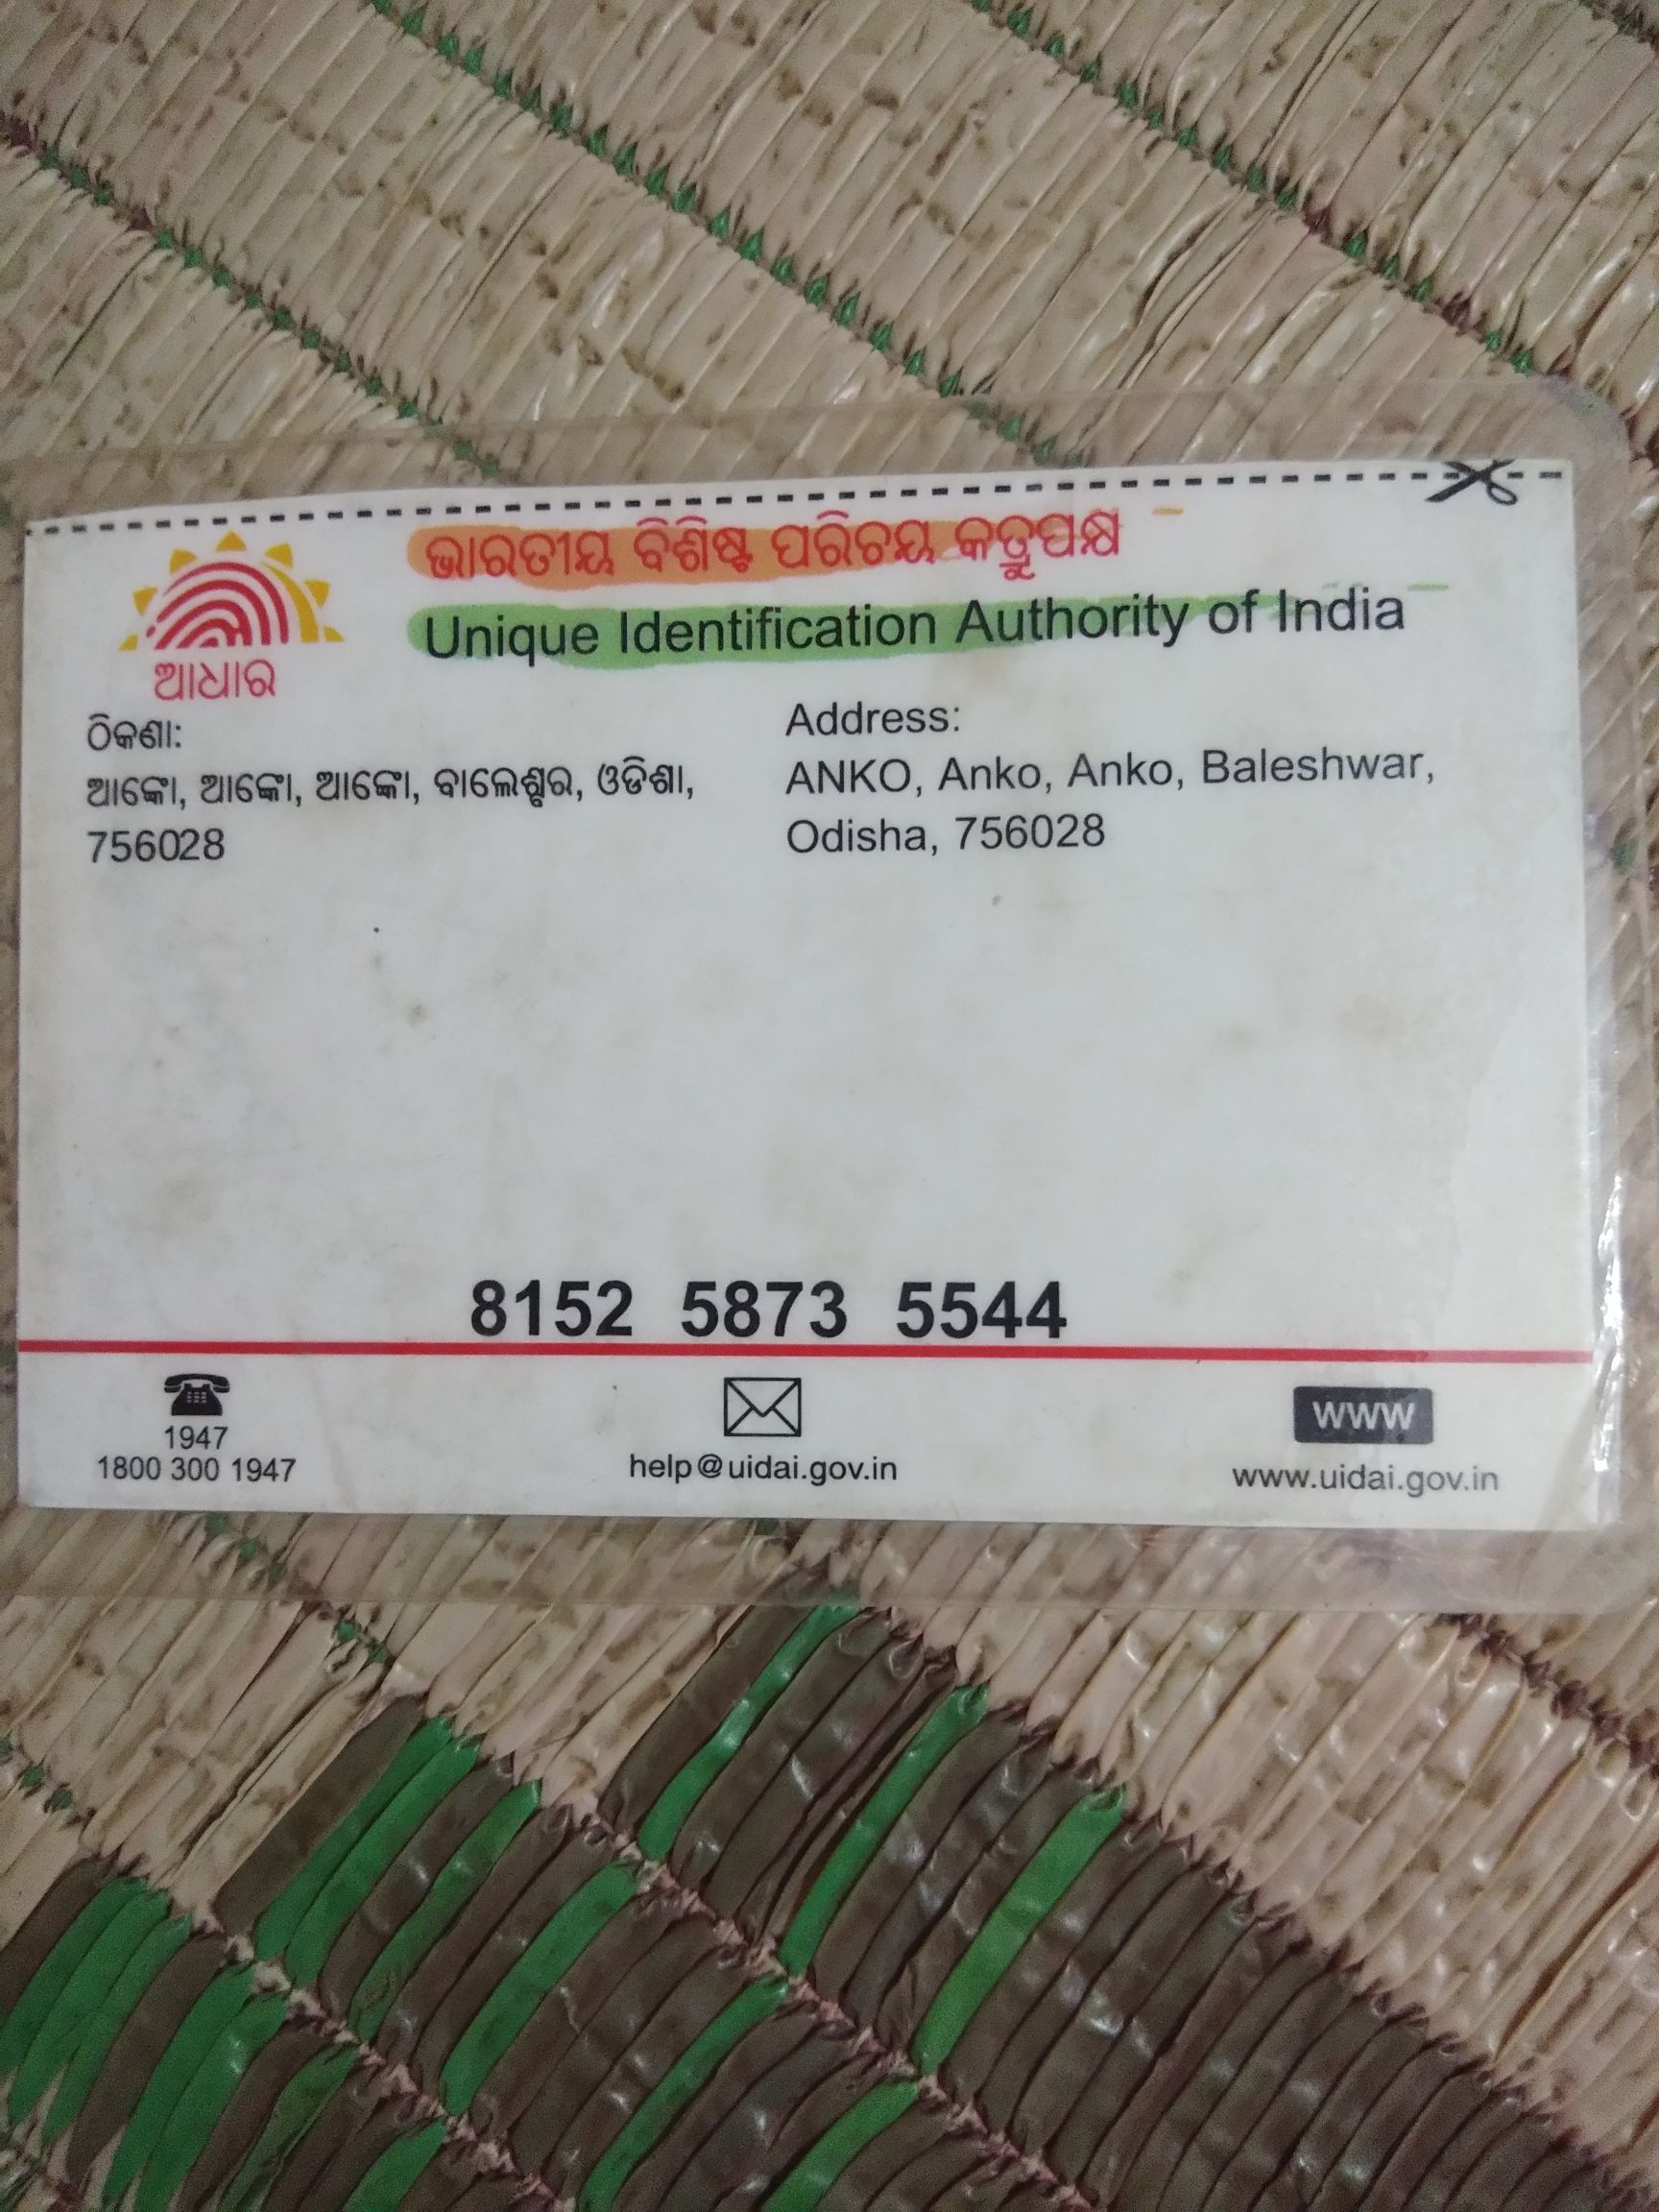 ଭାରତୀୟ ବିଶିଷ୍ଟ ପରିଚୟ କତ୍ରୁପକ୍ଷ
Unique Identification Authority of India
ଆଧାର
ଠିକଣା:
ଆଙ୍କୋ, ଆଙ୍କୋ, ଆଙ୍କୋ, ବାଲେଶ୍ବର, ଓଡିଶା,
756028
Address:
ANKO, Anko, Anko, Baleshwar,
Odisha, 756028
8152 5873 5544
1947
1800 300 1947
help@uidai.gov.in
www
www.uidai.gov.in